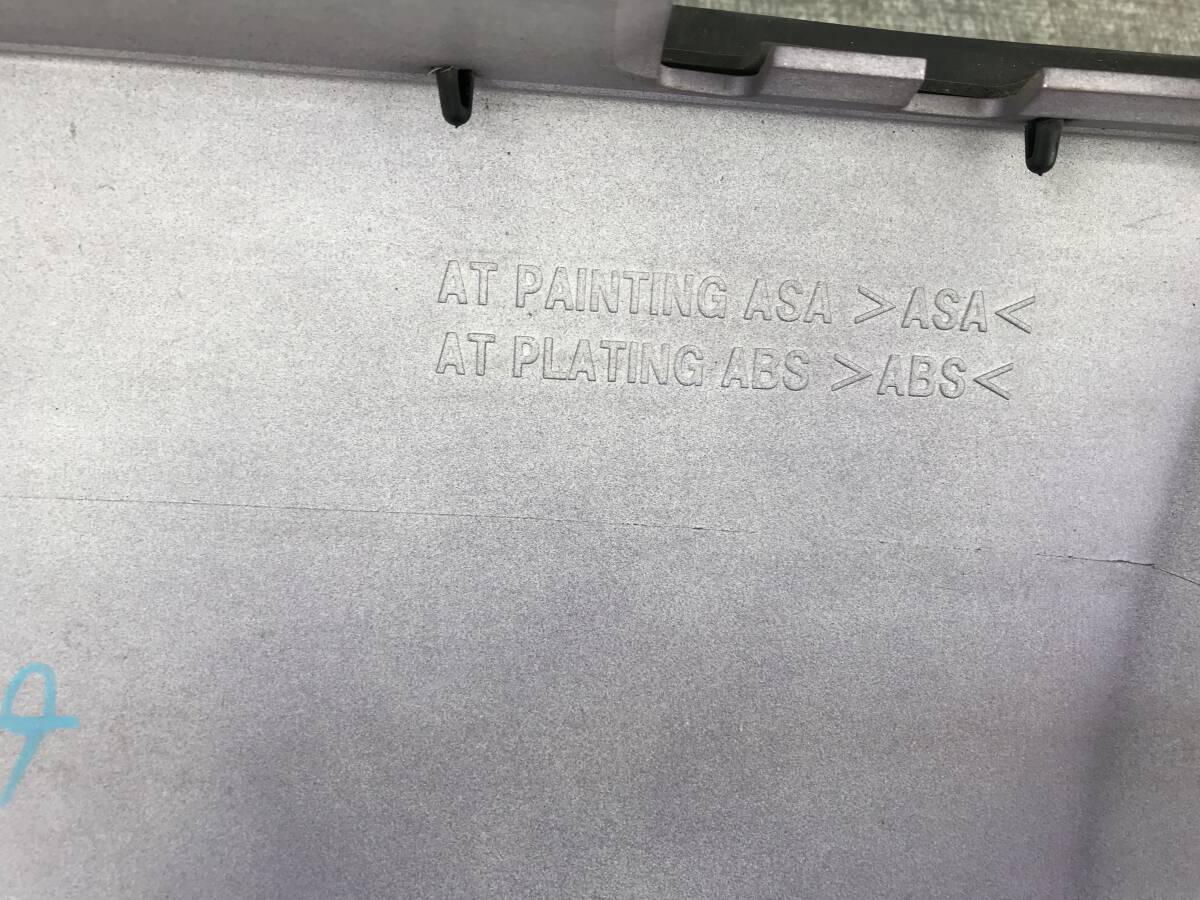 AT PAINTING ASA >ASA<
AT PLATING ABS >ABS<